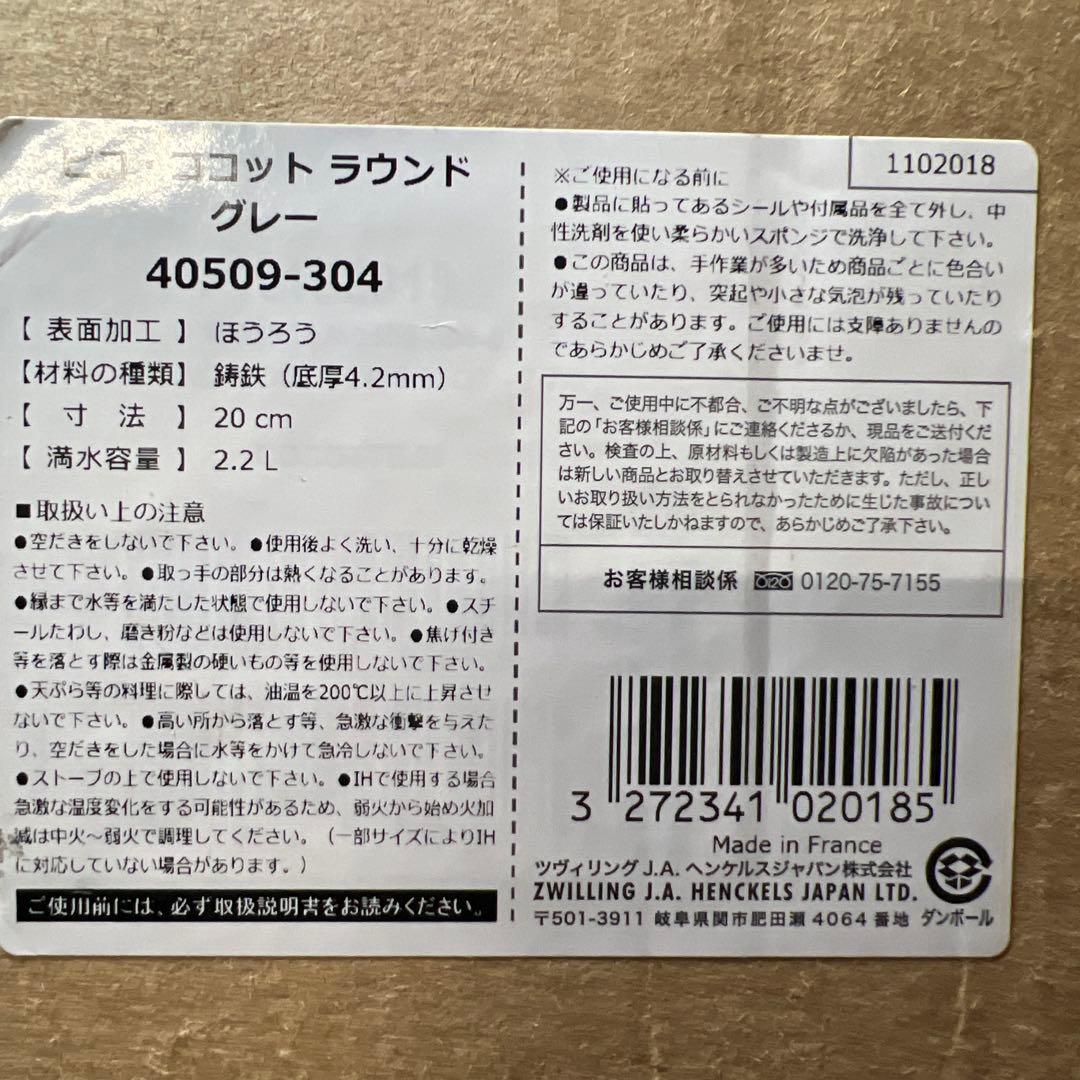 ピコ・ココット ラウンド
グレー
40509-304
【 表面加工 】 ほうろう
【材料の種類】 鋳鉄（底厚4.2mm）
【 寸 法 】 20 cm
【 満水容量 】 2.2 L
■取扱い上の注意
●空だきをしないで下さい。●使用後よく洗い、十分に乾燥
させて下さい。●取っ手の部分は熱くなることがあります。
●縁まで水等を満たした状態で使用しないで下さい。●スチ
ールたわし、磨き粉などは使用しないで下さい。●焦げ付き
等を落とす際は金属製の硬いもの等を使用しないで下さい。
●天ぷら等の料理に際しては、油温を200℃以上に上昇させ
ないで下さい。●高い所から落とす等、急激な衝撃を与えた
り、空だきをした場合に水等をかけて急冷しないで下さい。
●ストーブの上で使用しないで下さい。●IHで使用する場合
急激な温度変化をする可能性があるため、弱火から始め火加
減は中火～弱火で調理してください。（一部サイズによりIH
に対応していない場合があります。）
ご使用前には、必ず取扱説明書をお読みください。
1102018
※ご使用になる前に
●製品に貼ってあるシールや付属品を全て外し、中
性洗剤を使い柔らかいスポンジで洗浄して下さい。
●この商品は、手作業が多いため商品ごとに色合い
が違っていたり、突起や小さな気泡が残っていたり
することがあります。ご使用には支障ありませんの
であらかじめご了承くださいませ。
万一、ご使用中に不都合、ご不明な点がございましたら、下
記の「お客様相談係」にご連絡くださるか、現品をご送付くだ
さい。検査の上、原材料もしくは製造上に欠陥があった場合
は新しい商品とお取り替えさせていただきます。ただし、正し
いお取り扱い方法をとられなかったために生じた事故につい
ては保証いたしかねますので、あらかじめご了承下さい。
お客様相談係 0120-75-7155
3 272341 020185
Made in France
ツヴィリング J.A. ヘンケルスジャパン株式会社
ZWILLING J.A. HENCKELS JAPAN LTD.
〒501-3911 岐阜県関市肥田瀬 4064 番地
ダンボール